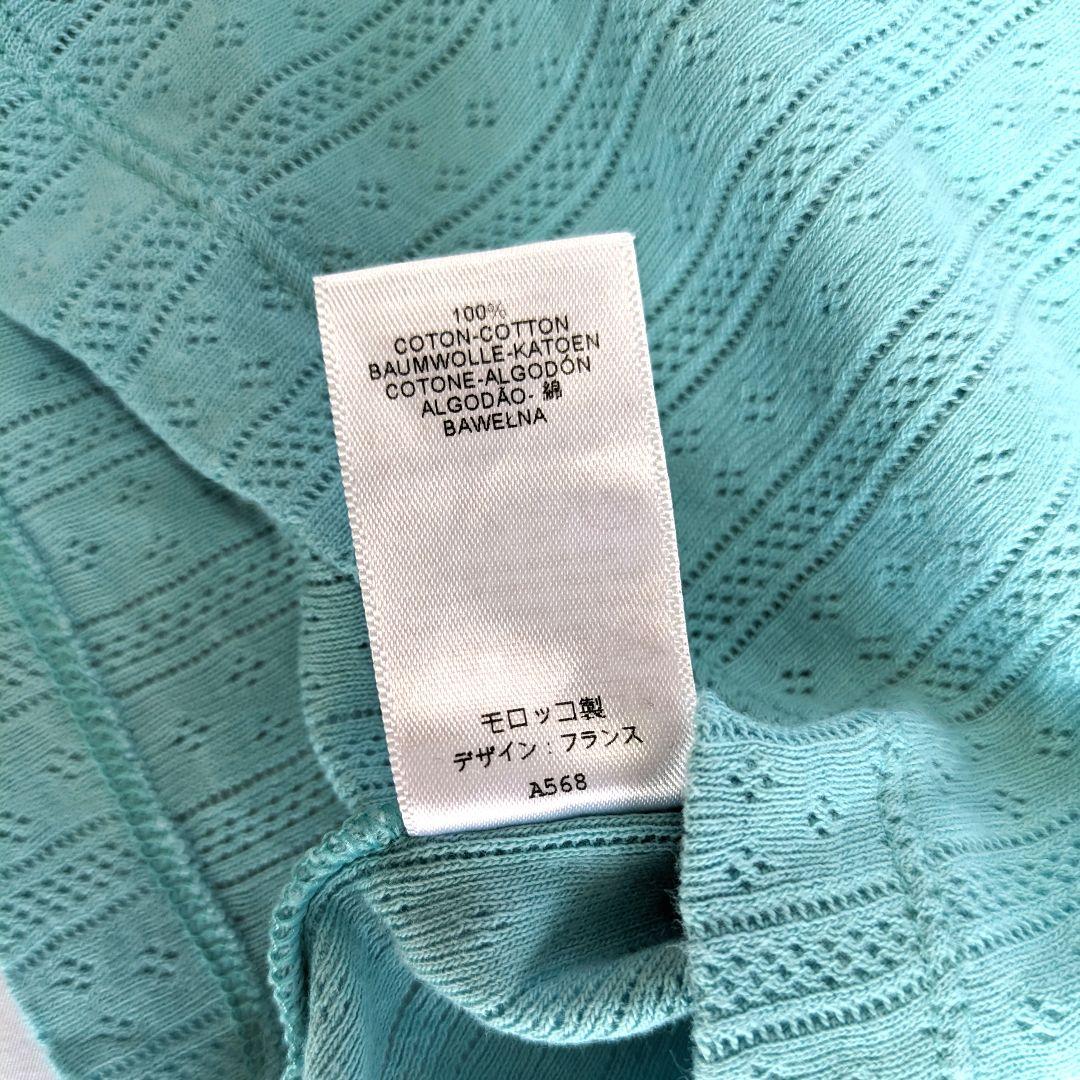 100%
COTON-COTTON
BAUMWOLLE-KATOEN
COTONE-ALGODÓN
ALGODÃO- 綿
BAWEŁNA
モロッコ製
デザイン：フランス
A568